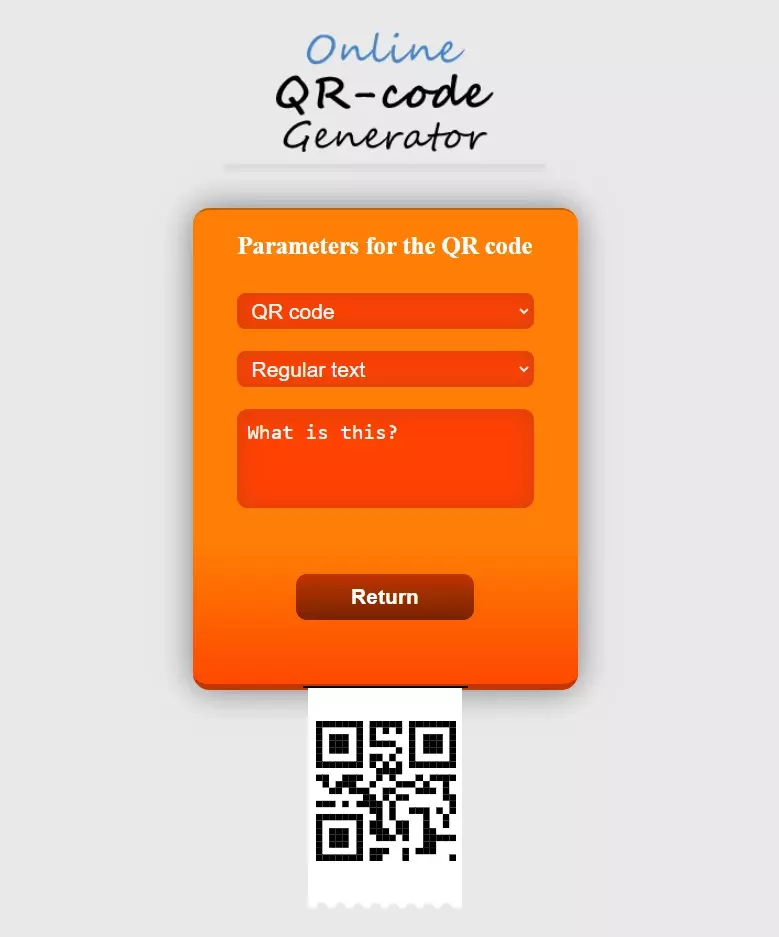 Online
QR-code
Generator
Parameters for the QR code
QR code
Regular text
What is this?
Return